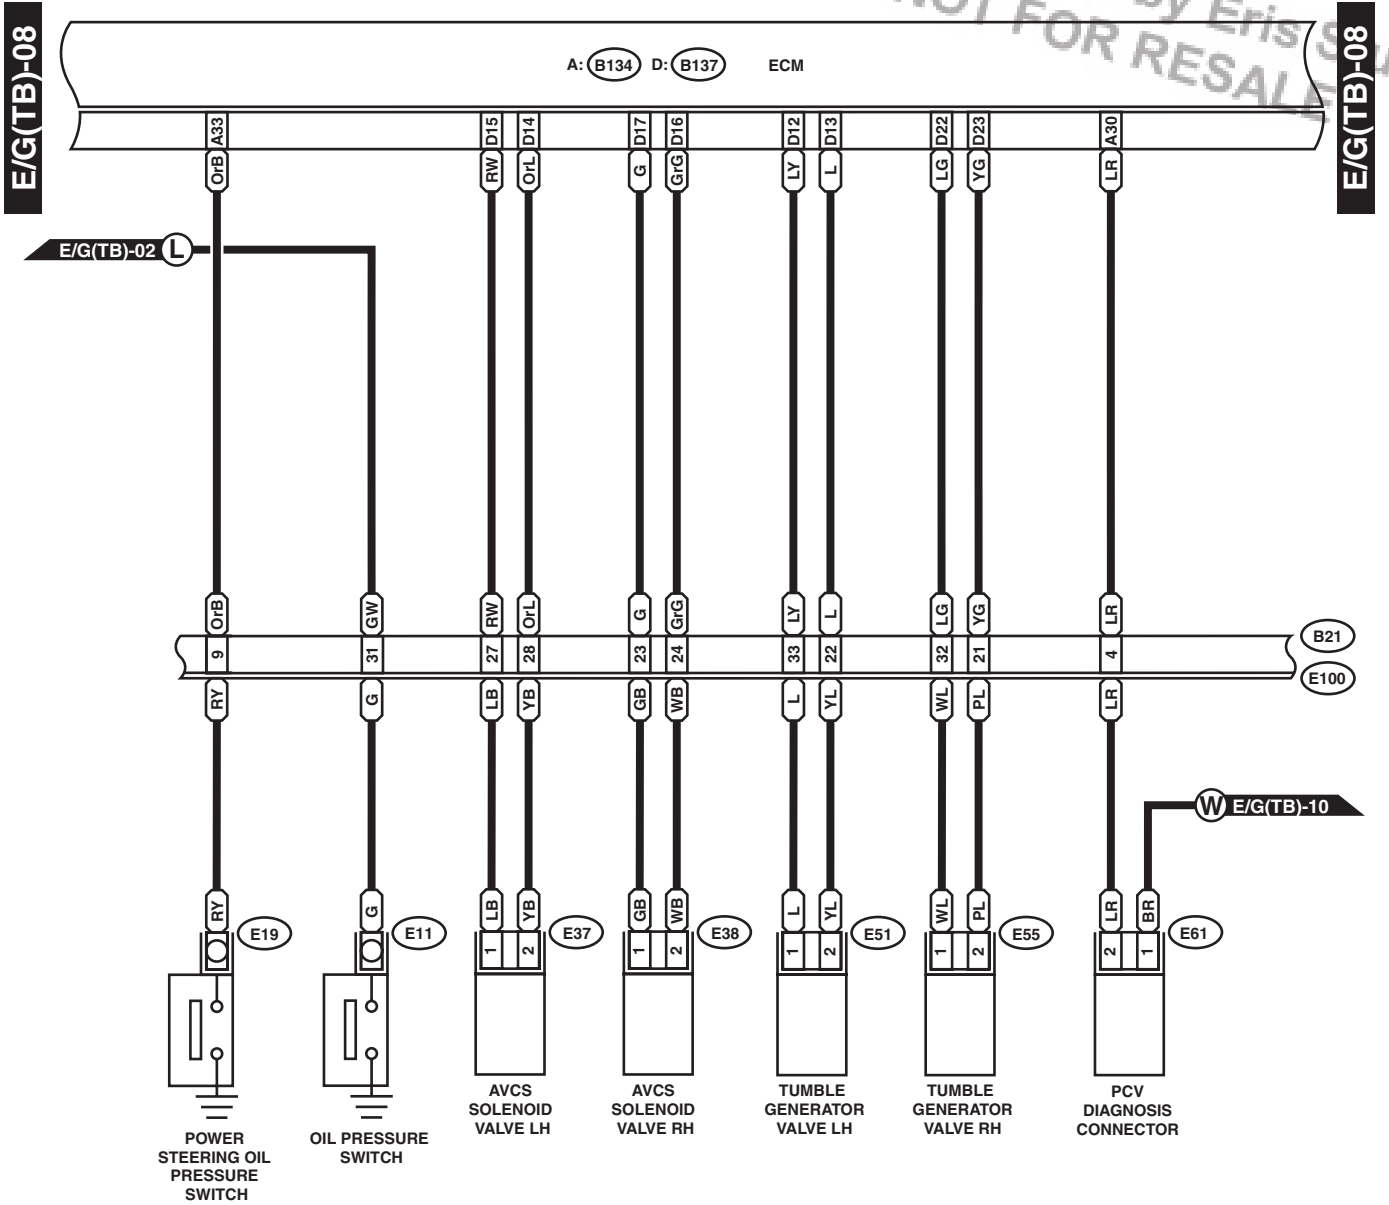 E/G(TB)-08
by Eris Su
NOT FOR RESALE
E/G(TB)-08
A: B134 D: B137 ECM
A33 D15 D14 D17 D16 D12 D13 D22 D23 A30
OrB RW OrL G GrG LY L LG YG LR
E/G(TB)-02 L
OrB GW RW OrL G GrG LY L LG YG LR
B21
9 31 27 28 23 24 33 22 32 21 4
E100
RY G LB YB GB WB L YL WL PL LR
W E/G(TB)-10
RY G LB YB GB WB L YL WL PL LR BR
E19 E11 E37 E38 E51 E55 E61
1 2 1 2 1 2 1 2 2 1
POWER
STEERING OIL
PRESSURE
SWITCH
OIL PRESSURE
SWITCH
AVCS
SOLENOID
VALVE LH
AVCS
SOLENOID
VALVE RH
TUMBLE
GENERATOR
VALVE LH
TUMBLE
GENERATOR
VALVE RH
PCV
DIAGNOSIS
CONNECTOR